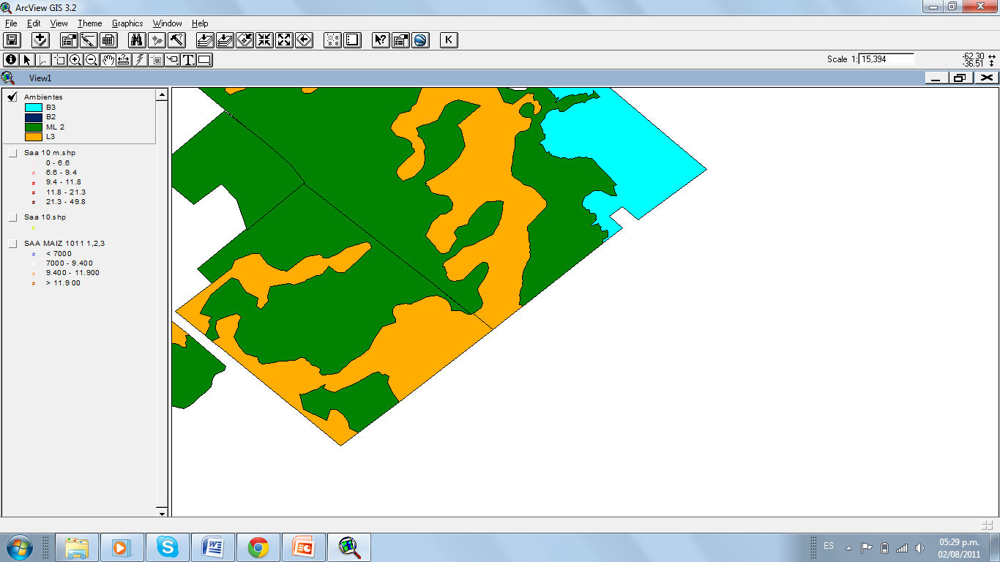 ArcView GIS 3.2
File Edit View Theme Graphics Window Help
K
T
Scale 1: 15,394
-62.30
-36.51
View1
Ambientes
B3
B2
ML 2
L3
Saa 10 m.shp
# 0 - 6.6
# 6.6 - 9.4
# 9.4 - 11.8
# 11.8 - 21.3
# 21.3 - 49.8
Saa 10.shp
SAA MAIZ 1011 1,2,3
# < 7000
# 7000 - 9.400
# 9.400 - 11.900
# > 11.9 00
ES
05:29 p.m.
02/08/2011